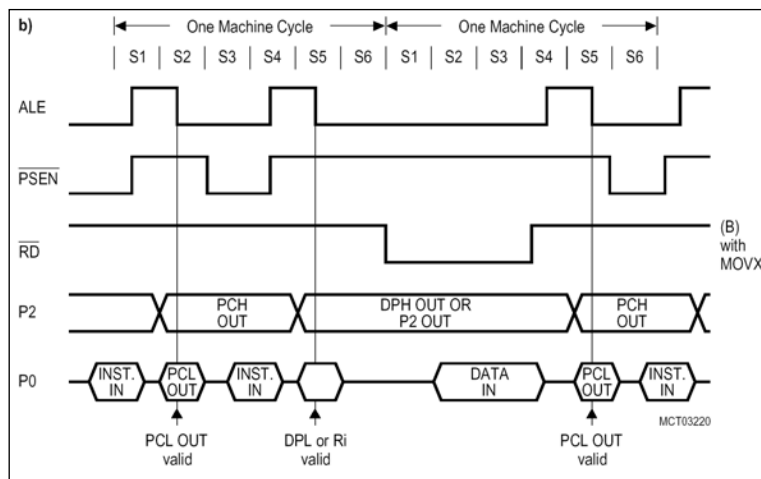 b)
One Machine Cycle One Machine Cycle
S1 S2 S3 S4 S5 S6 S1 S2 S3 S4 S5 S6
ALE
PSEN
RD
(B)
with
MOVX
P2
PCH
OUT
DPH OUT OR
P2 OUT
PCH
OUT
P0
INST.
IN
PCL
OUT
INST.
IN
DATA
IN
PCL
OUT
INST.
IN
MCT03220
PCL OUT
valid
DPL or Ri
valid
PCL OUT
valid